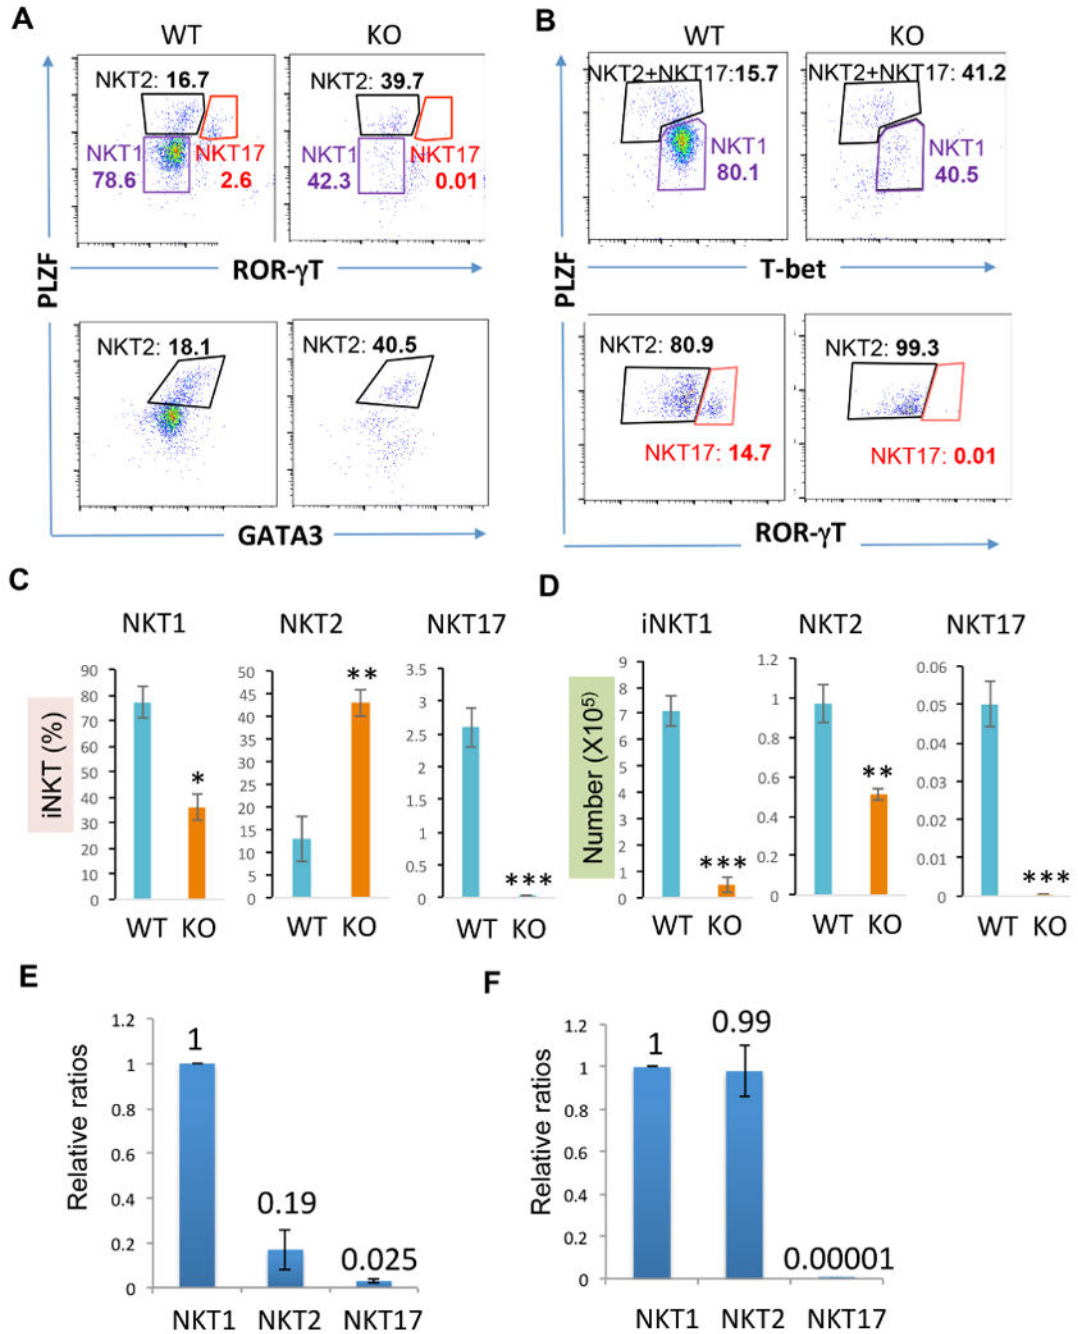 A
WT
KO
NKT2: 16.7
NKT1
78.6
NKT17
2.6
NKT2: 39.7
NKT1
42.3
NKT17
0.01
PLZF
ROR-γT
NKT2: 18.1
NKT2: 40.5
GATA3
B
WT
KO
NKT2+NKT17:15.7
NKT1
80.1
NKT2+NKT17: 41.2
NKT1
40.5
PLZF
T-bet
NKT2: 80.9
NKT17: 14.7
NKT2: 99.3
NKT17: 0.01
ROR-γT
C
NKT1
NKT2
NKT17
iNKT (%)
90
80
70
60
50
40
30
20
10
0
*
WT KO
50
45
40
35
30
25
20
15
10
5
0
**
WT KO
3.5
3
2.5
2
1.5
1
0.5
0
***
WT KO
D
iNKT1
NKT2
NKT17
Number (X10⁵)
9
8
7
6
5
4
3
2
1
0
***
WT KO
1.2
1
0.8
0.6
0.4
0.2
0
**
WT KO
0.06
0.05
0.04
0.03
0.02
0.01
0
***
WT KO
E
Relative ratios
1.2
1
0.8
0.6
0.4
0.2
0
1
0.19
0.025
NKT1 NKT2 NKT17
F
Relative ratios
1.2
1
0.8
0.6
0.4
0.2
0
1
0.99
0.00001
NKT1 NKT2 NKT17